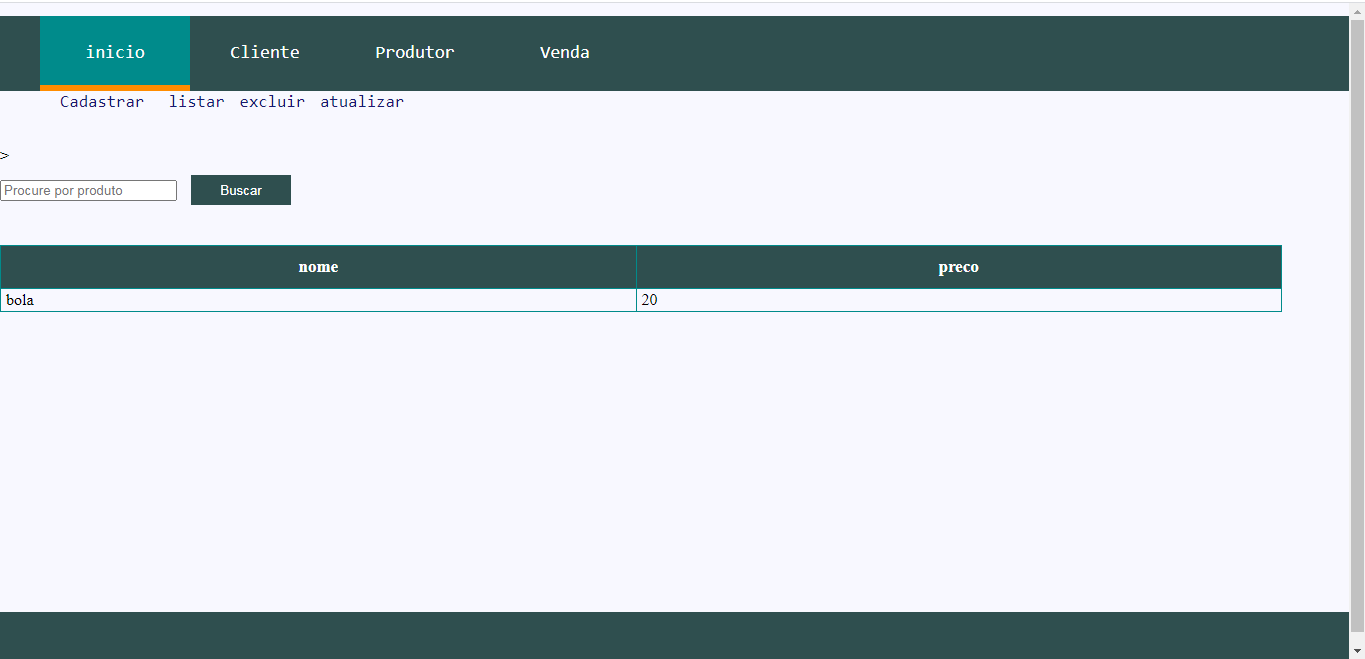 inicio Cliente Produtor Venda
Cadastrar listar excluir atualizar
>
Procure por produto Buscar
nome preco
bola 20